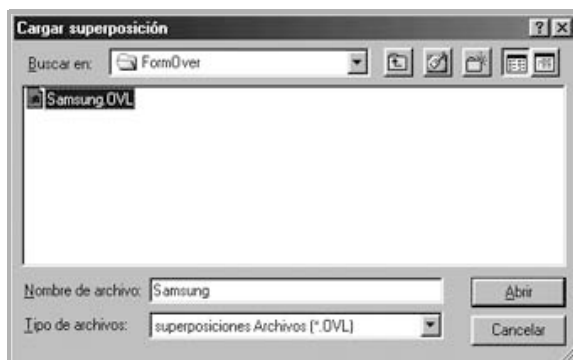 Cargar superposición
Buscar en: FormOver
Samsung.OVL
Nombre de archivo: Samsung Abrir
Tipo de archivos: superposiciones Archivos (*.OVL) Cancelar